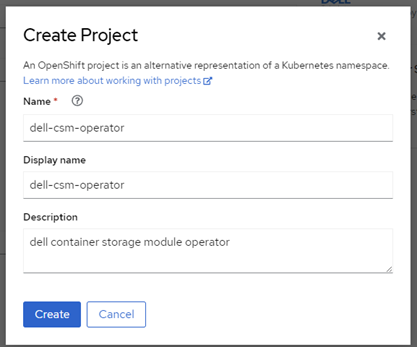 Create Project
An OpenShift project is an alternative representation of a Kubernetes namespace.
Learn more about working with projects
Name *
dell-csm-operator
Display name
dell-csm-operator
Description
dell container storage module operator
Create Cancel